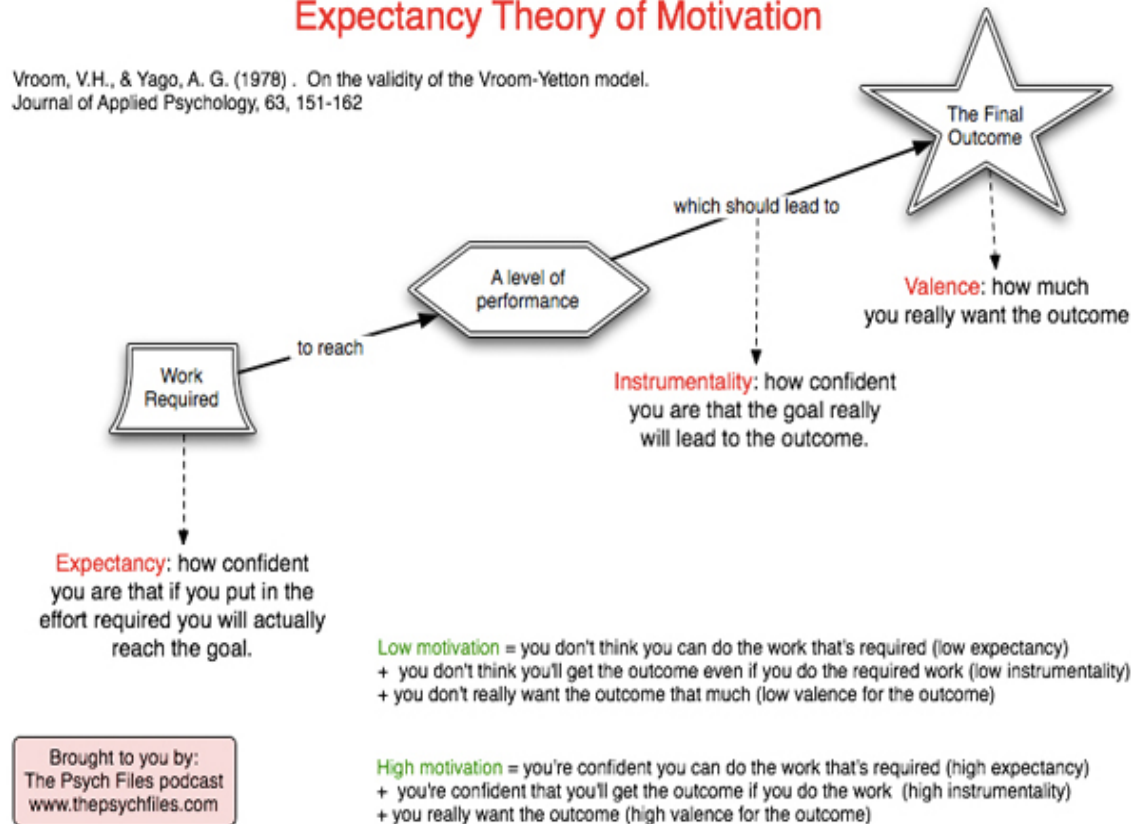 Expectancy Theory of Motivation
Vroom, V.H., & Yago, A. G. (1978) .  On the validity of the Vroom-Yetton model.
Journal of Applied Psychology, 63, 151-162
The Final
Outcome
which should lead to
A level of
performance
Valence: how much
you really want the outcome
to reach
Work
Required
Instrumentality: how confident
you are that the goal really
will lead to the outcome.
Expectancy: how confident
you are that if you put in the
effort required you will actually
reach the goal.
Low motivation = you don't think you can do the work that's required (low expectancy)
+  you don't think you'll get the outcome even if you do the required work (low instrumentality)
+ you don't really want the outcome that much (low valence for the outcome)
Brought to you by:
The Psych Files podcast
www.thepsychfiles.com
High motivation = you're confident you can do the work that's required (high expectancy)
+  you're confident that you'll get the outcome if you do the work  (high instrumentality)
+ you really want the outcome (high valence for the outcome)